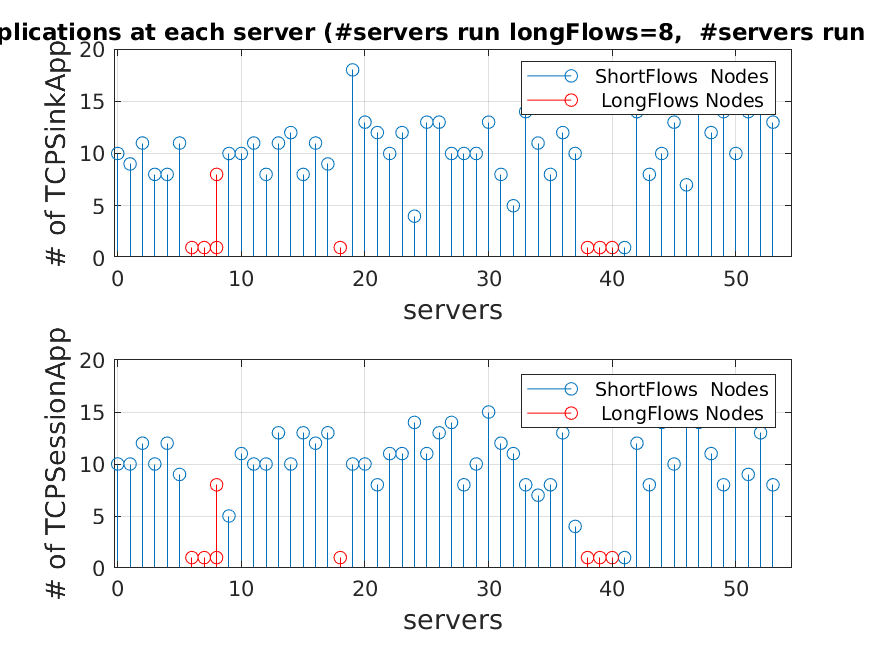 plications at each server (#servers run longFlows=8, #servers run
# of TCPSinkApp
20
15
10
5
0
ShortFlows Nodes
LongFlows Nodes
0 10 20 30 40 50
servers
# of TCPSessionApp
20
15
10
5
0
ShortFlows Nodes
LongFlows Nodes
0 10 20 30 40 50
servers